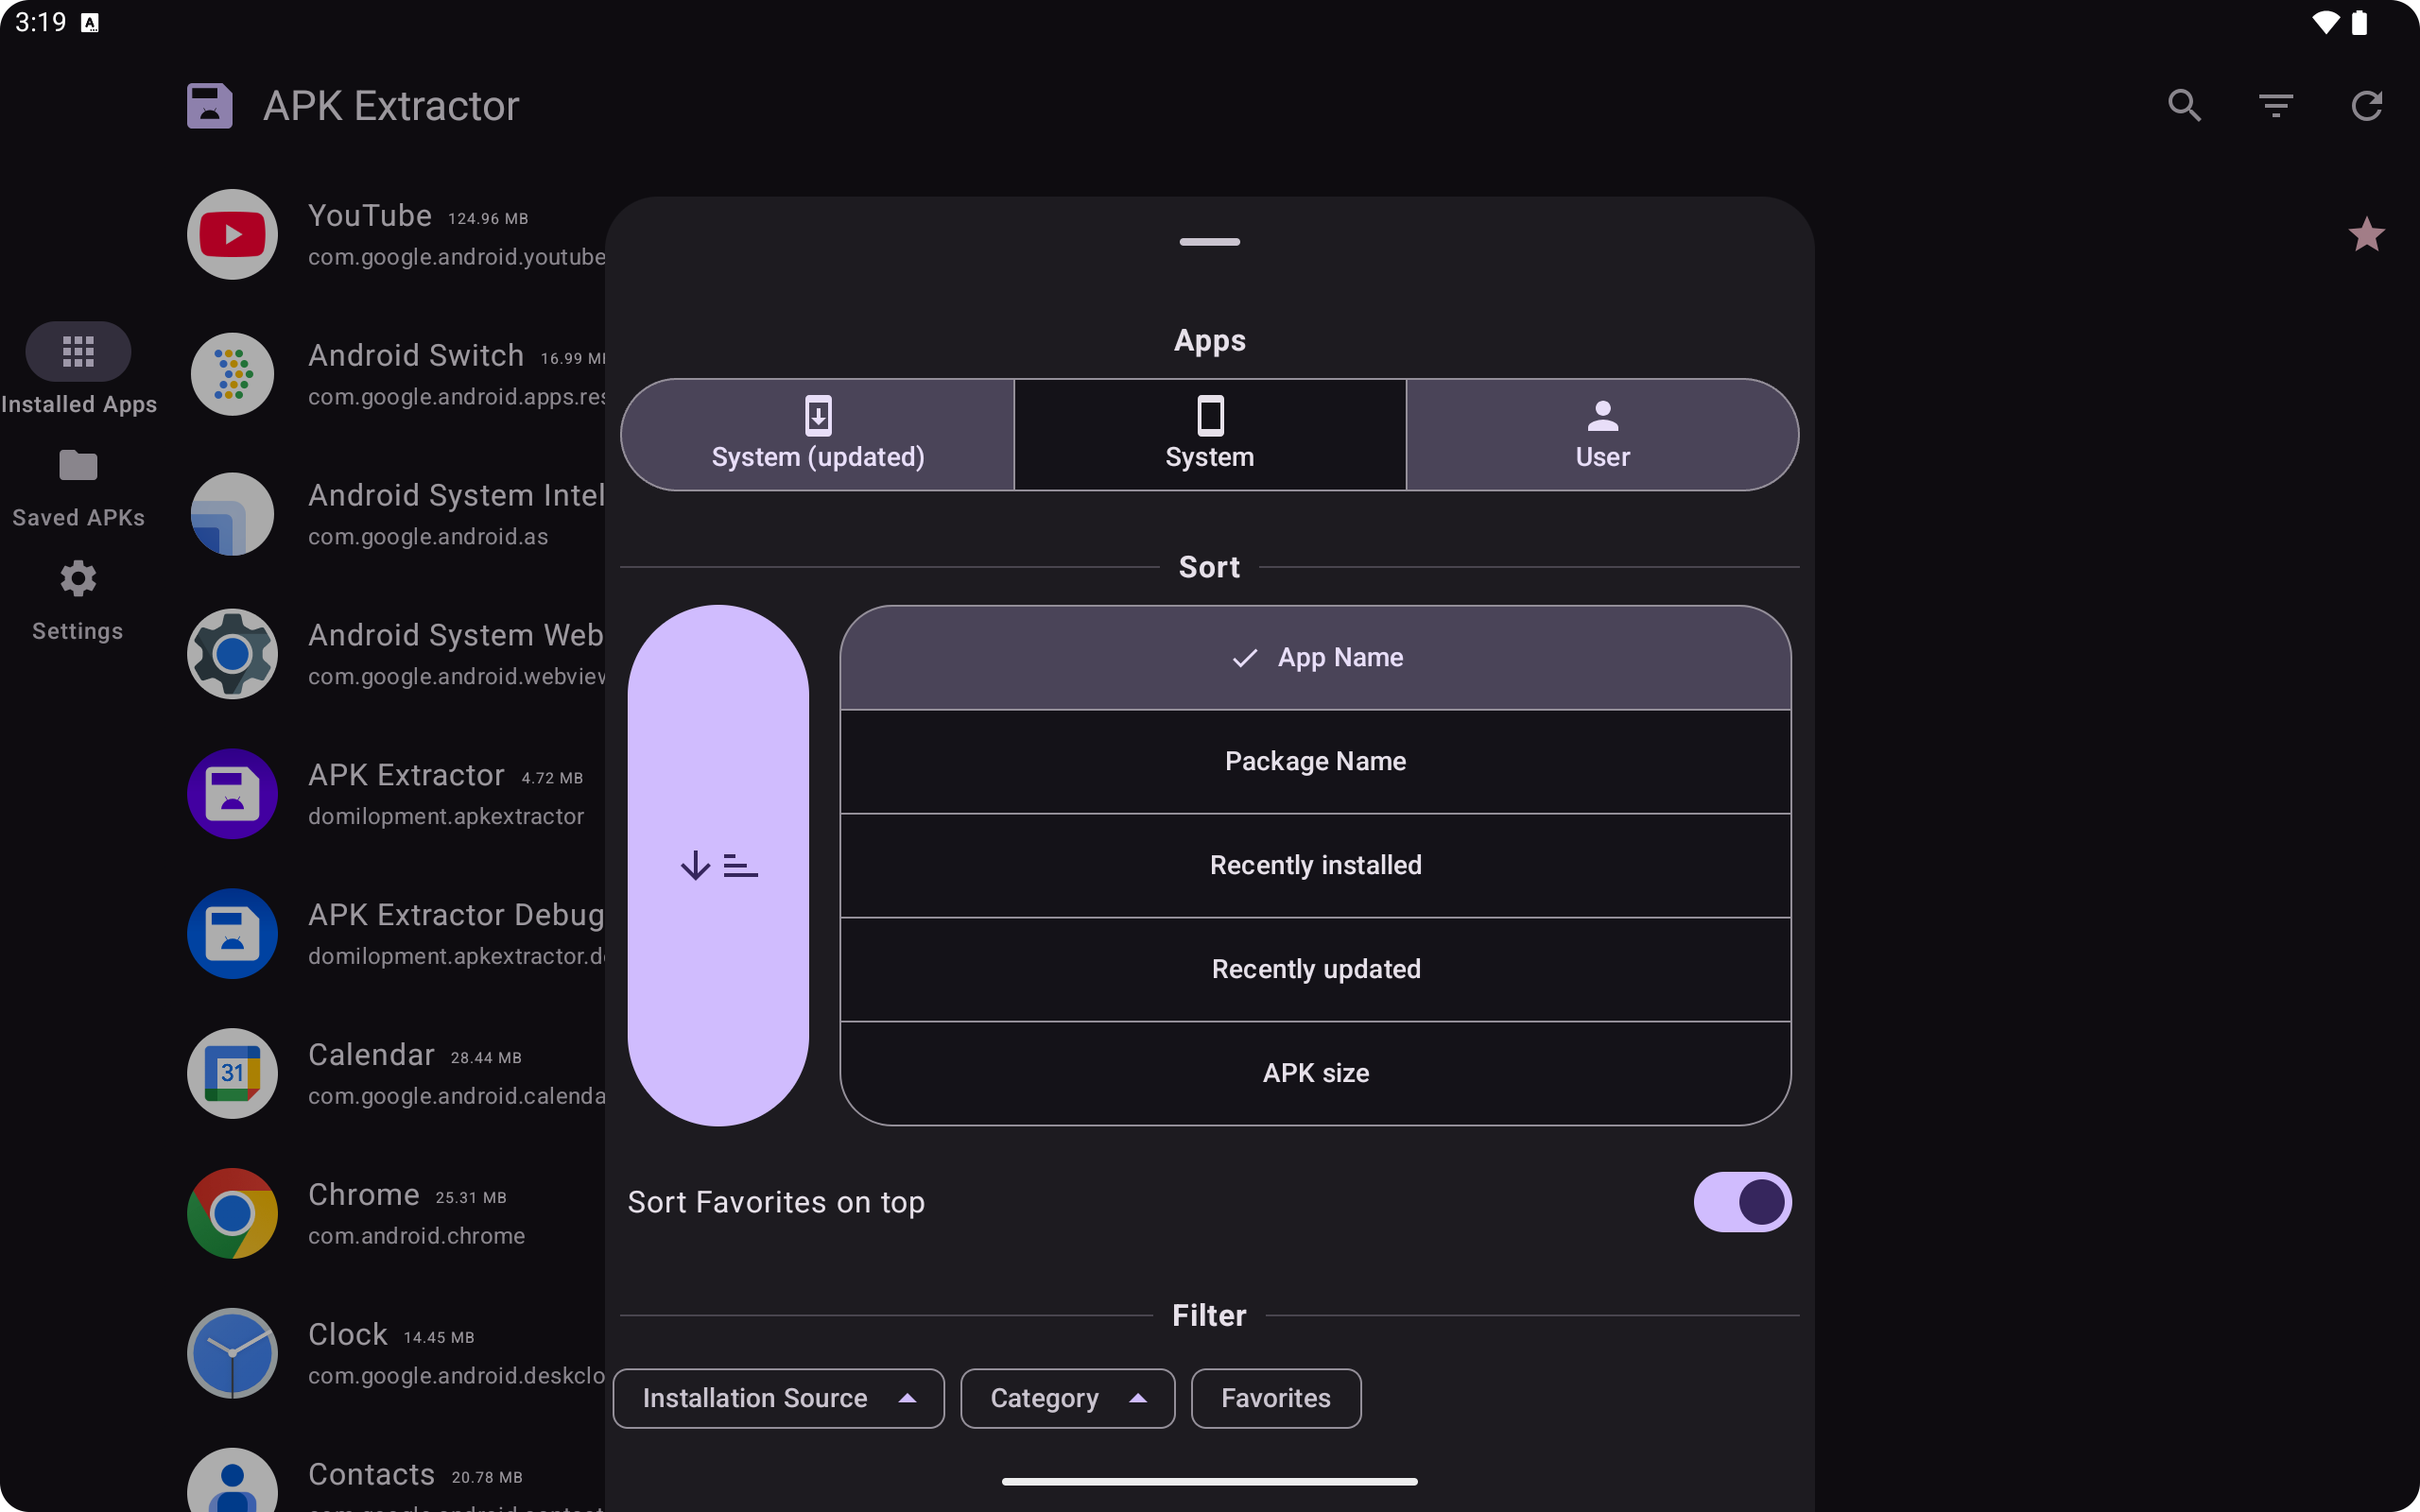 3:19
APK Extractor
YouTube 124.96 MB
com.google.android.youtube
Android Switch 16.99 MB
com.google.android.apps.res
Android System Intel
com.google.android.as
Android System Web
com.google.android.webview
APK Extractor 4.72 MB
domilopment.apkextractor
APK Extractor Debug
domilopment.apkextractor.de
Calendar 28.44 MB
31
com.google.android.calenda
Chrome 25.31 MB
com.android.chrome
Clock 14.45 MB
com.google.android.deskclo
Contacts 20.78 MB
Installed Apps
Saved APKs
Settings
Apps
System (updated)
System
User
Sort
App Name
Package Name
Recently installed
Recently updated
APK size
Sort Favorites on top
Filter
Installation Source
Category
Favorites